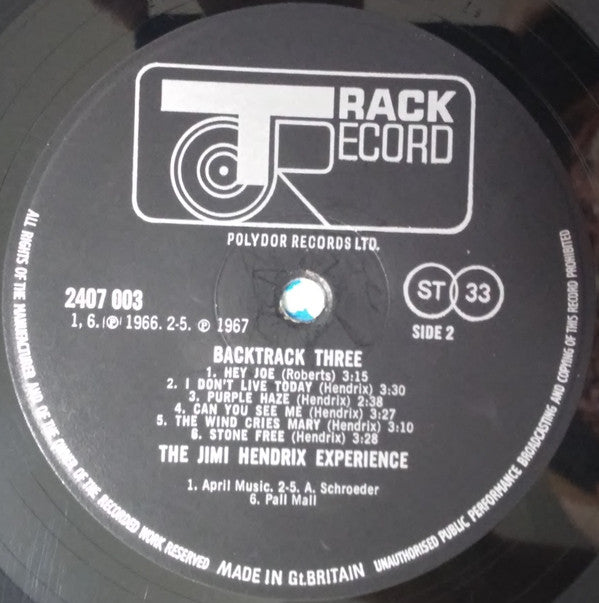 TRACK
RECORD
POLYDOR RECORDS LTD.
2407 003
ST 33
1, 6. ℗ 1966. 2-5. ℗ 1967
SIDE 2
BACKTRACK THREE
1. HEY JOE (Roberts) 3:15
2. I DON'T LIVE TODAY (Hendrix) 3:30
3. PURPLE HAZE (Hendrix) 2:38
4. CAN YOU SEE ME (Hendrix) 3:27
5. THE WIND CRIES MARY (Hendrix) 3:10
6. STONE FREE (Hendrix) 3:28
THE JIMI HENDRIX EXPERIENCE
1. April Music. 2-5. A. Schroeder
6. Pall Mall
ALL RIGHTS OF THE MANUFACTURER AND OF THE OWNER OF THE RECORDED WORK RESERVED
MADE IN Gt.BRITAIN
UNAUTHORISED PUBLIC PERFORMANCE BROADCASTING AND COPYING OF THIS RECORD PROHIBITED